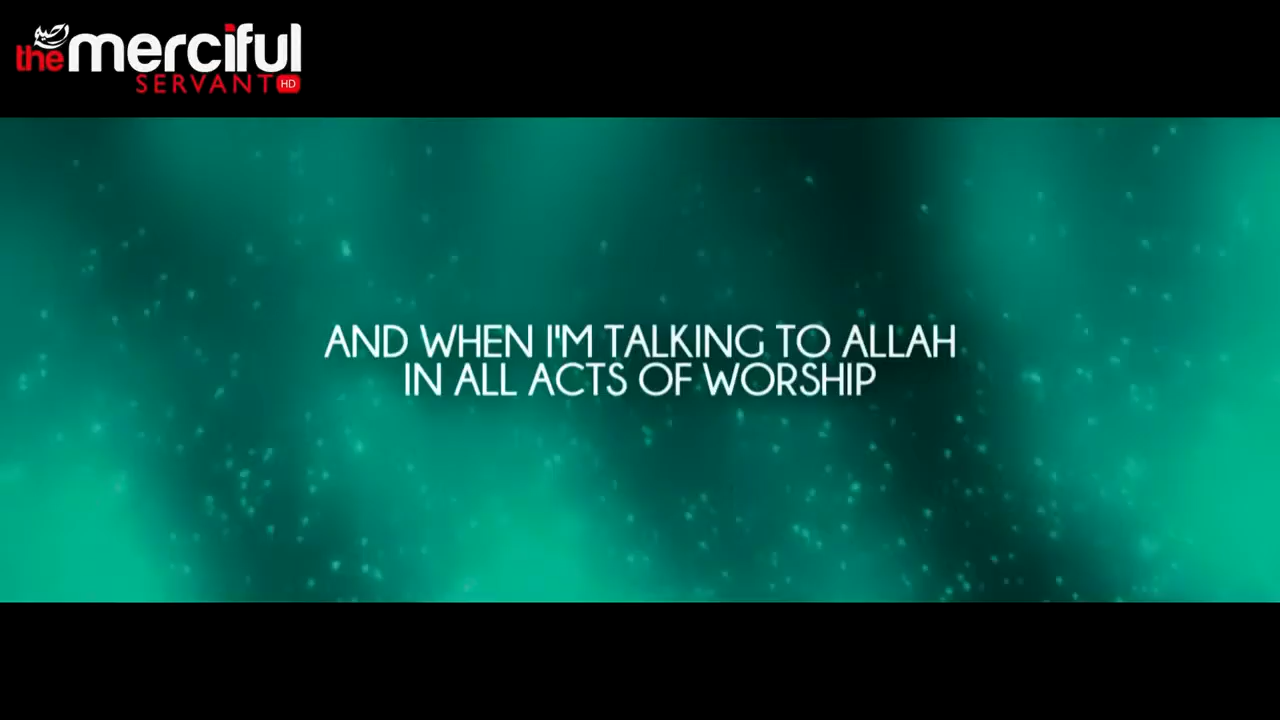 the merciful
SERVANT HD
AND WHEN I'M TALKING TO ALLAH
IN ALL ACTS OF WORSHIP